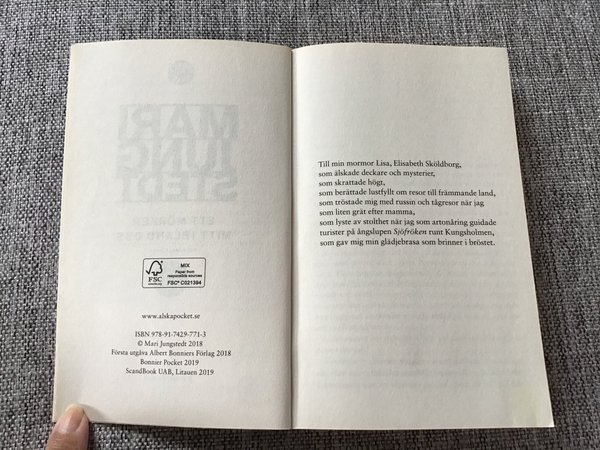 FSC
www.fsc.org
MIX
Paper from
responsible sources
FSC® C021394
www.alskapocket.se
ISBN 978-91-7429-771-3
© Mari Jungstedt 2018
Första utgåva Albert Bonniers Förlag 2018
Bonnier Pocket 2019
ScandBook UAB, Litauen 2019
Till min mormor Lisa, Elisabeth Sköldborg,
som älskade deckare och mysterier,
som skrattade högt,
som berättade lustfyllt om resor till främmande land,
som tröstade mig med russin och tågresor när jag
som liten grät efter mamma,
som lyste av stolthet när jag som artonåring guidade
turister på ångslupen Sjöfröken runt Kungsholmen,
som gav mig min glädjebrasa som brinner i bröstet.